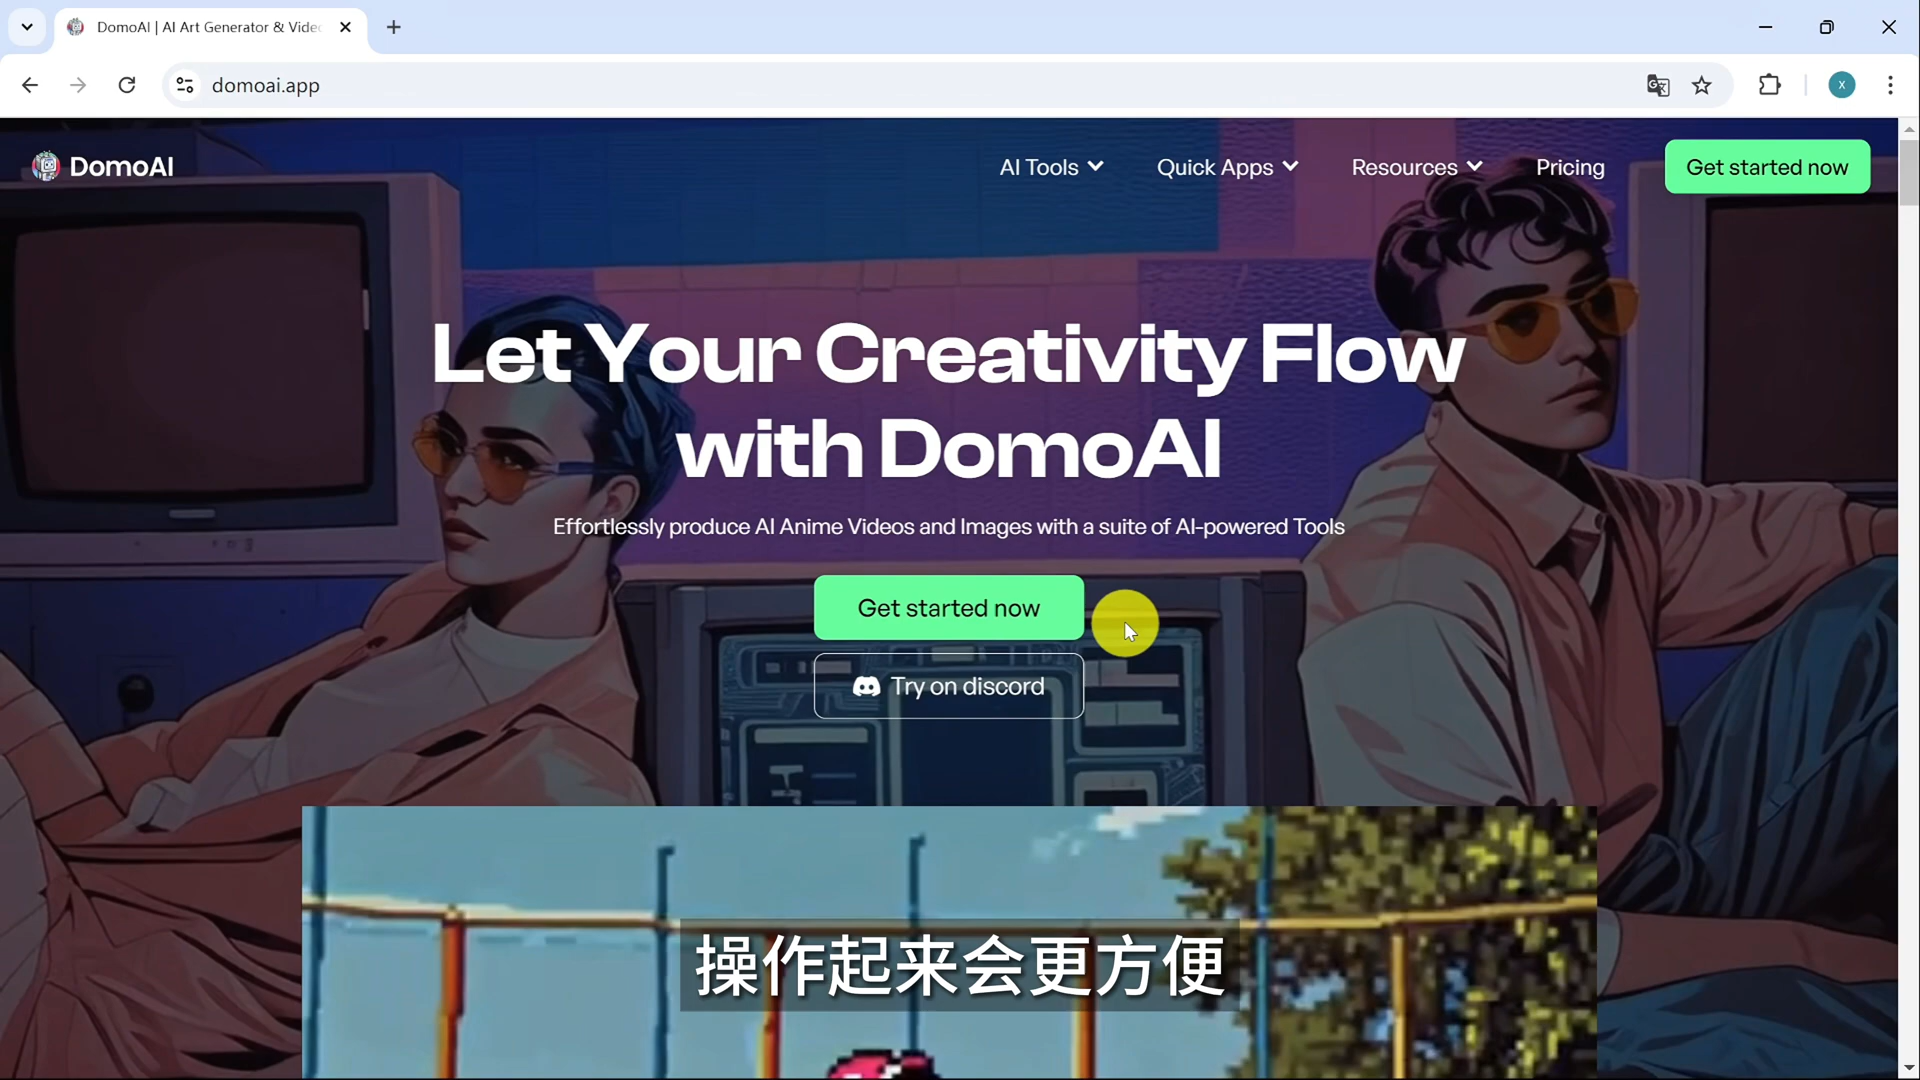 DomoAI | AI Art Generator & Vide
domoai.app
X
DomoAI
AI Tools
Quick Apps
Resources
Pricing
Get started now
Let Your Creativity Flow
with DomoAI
Effortlessly produce AI Anime Videos and Images with a suite of AI-powered Tools
Get started now
Try on discord
操作起来会更方便